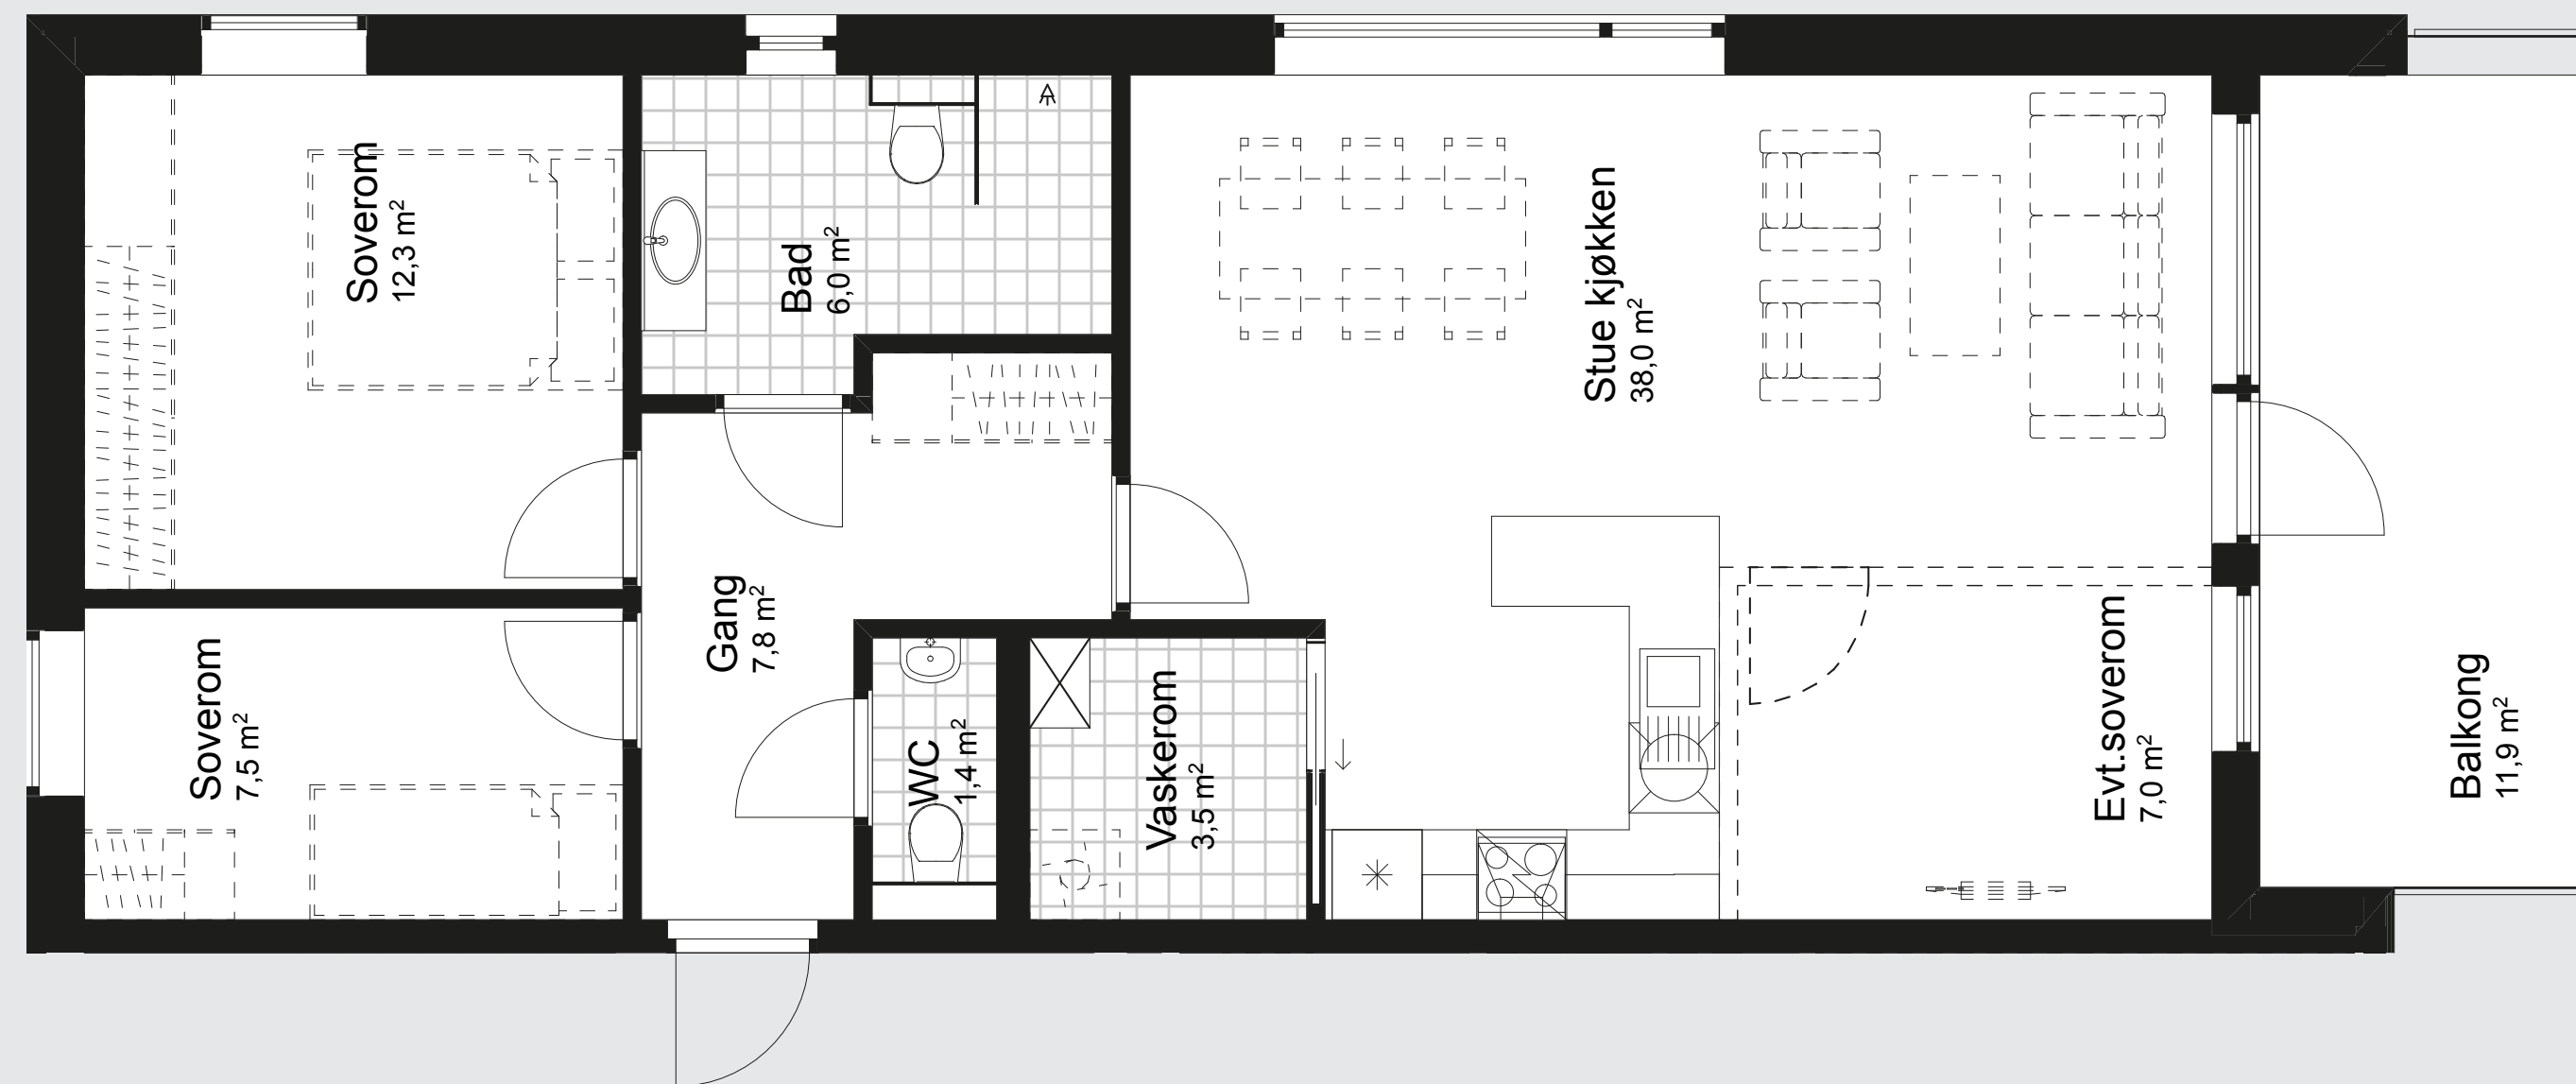 Soverom
12,3 m²
Bad
6,0 m²
Stue kjøkken
38,0 m²
Soverom
7,5 m²
Gang
7,8 m²
WC
1,4 m²
Vaskerom
3,5 m²
Evt.soverom
7,0 m²
Balkong
11,9 m²